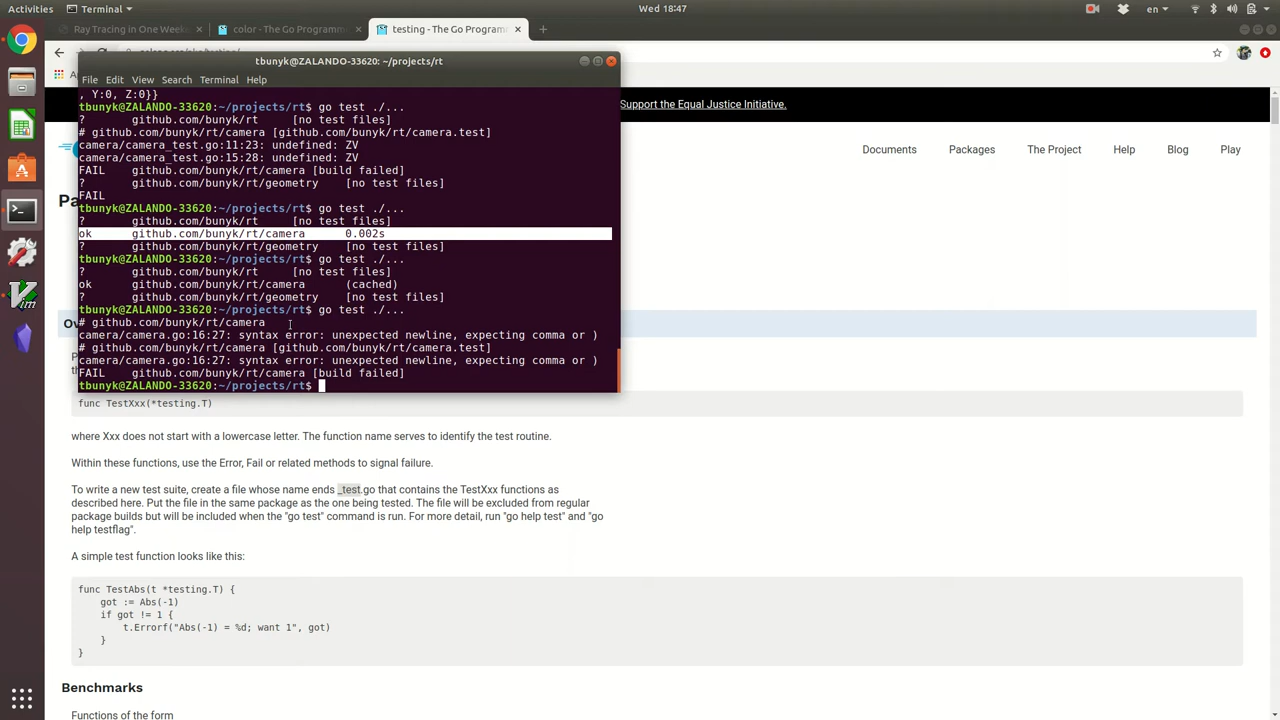 Activities
Terminal
Wed 18:47
en
Ray Tracing in One Weeke
color - The Go Programm
testing - The Go Programm
tbunyk@ZALANDO-33620: ~/projects/rt
File Edit View Search Terminal Help
, Y:0, Z:0}}
tbunyk@ZALANDO-33620:~/projects/rt$ go test ./...
? github.com/bunyk/rt [no test files]
# github.com/bunyk/rt/camera [github.com/bunyk/rt/camera.test]
camera/camera_test.go:11:23: undefined: ZV
camera/camera_test.go:15:28: undefined: ZV
FAIL github.com/bunyk/rt/camera [build failed]
? github.com/bunyk/rt/geometry [no test files]
FAIL
tbunyk@ZALANDO-33620:~/projects/rt$ go test ./...
? github.com/bunyk/rt [no test files]
ok github.com/bunyk/rt/camera 0.002s
? github.com/bunyk/rt/geometry [no test files]
tbunyk@ZALANDO-33620:~/projects/rt$ go test ./...
? github.com/bunyk/rt [no test files]
ok github.com/bunyk/rt/camera (cached)
? github.com/bunyk/rt/geometry [no test files]
tbunyk@ZALANDO-33620:~/projects/rt$ go test ./...
# github.com/bunyk/rt/camera
camera/camera.go:16:27: syntax error: unexpected newline, expecting comma or )
# github.com/bunyk/rt/camera [github.com/bunyk/rt/camera.test]
camera/camera.go:16:27: syntax error: unexpected newline, expecting comma or )
FAIL github.com/bunyk/rt/camera [build failed]
tbunyk@ZALANDO-33620:~/projects/rt$
Support the Equal Justice Initiative.
Documents Packages The Project Help Blog Play
func TestXxx(*testing.T)
where Xxx does not start with a lowercase letter. The function name serves to identify the test routine.
Within these functions, use the Error, Fail or related methods to signal failure.
To write a new test suite, create a file whose name ends _test.go that contains the TestXxx functions as
described here. Put the file in the same package as the one being tested. The file will be excluded from regular
package builds but will be included when the "go test" command is run. For more detail, run "go help test" and "go
help testflag".
A simple test function looks like this:
func TestAbs(t *testing.T) {
got := Abs(-1)
if got != 1 {
t.Errorf("Abs(-1) = %d; want 1", got)
}
}
Benchmarks
Functions of the form